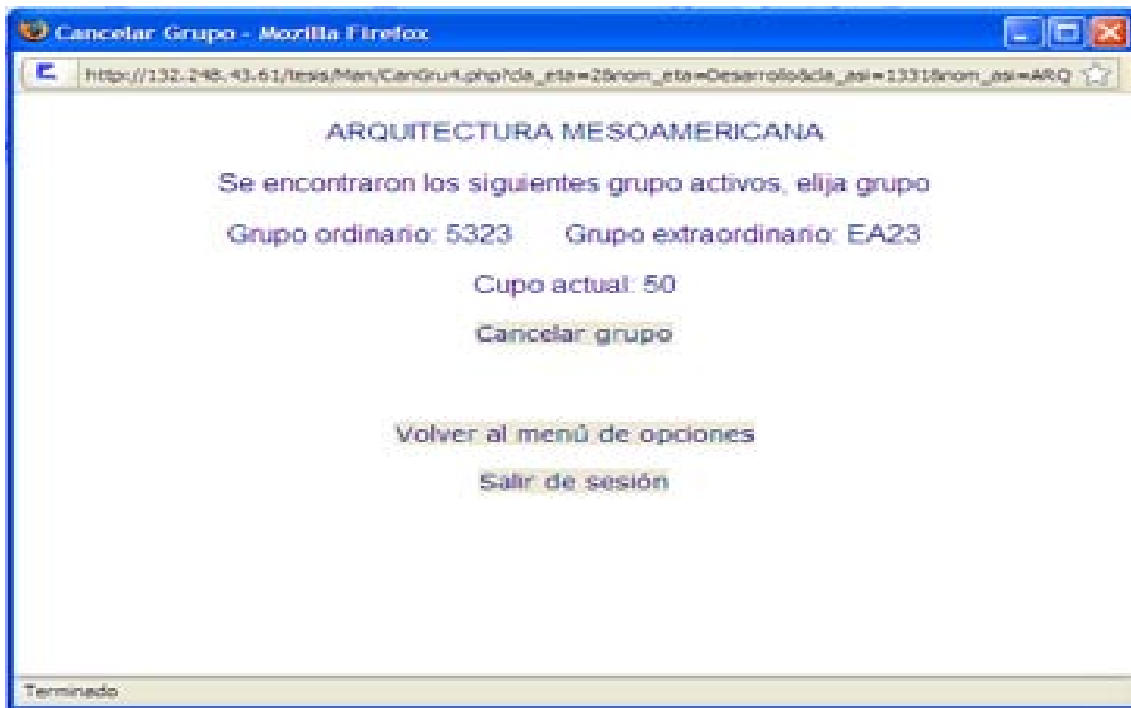 Cancelar Grupo - Mozilla Firefox
http://132.248.43.61/tesis/Man/CanGru4.php?cla_eta=2&nom_eta=Desarrollo&cla_asi=1331&nom_asi=ARQ
ARQUITECTURA MESOAMERICANA
Se encontraron los siguientes grupo activos, elija grupo
Grupo ordinario: 5323 Grupo extraordinario: EA23
Cupo actual: 50
Cancelar grupo
Volver al menú de opciones
Salir de sesión
Terminado